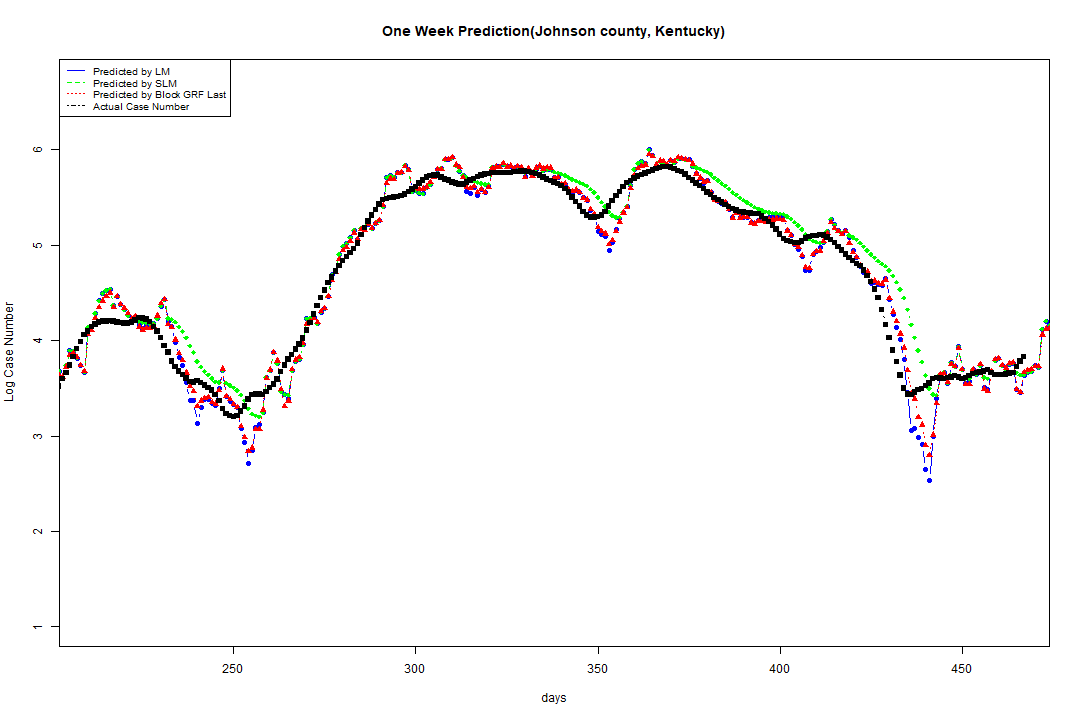 One Week Prediction(Johnson county, Kentucky)
Predicted by LM
Predicted by SLM
Predicted by Block GRF Last
Actual Case Number
6
5
4
3
2
1
Log Case Number
250 300 350 400 450
days